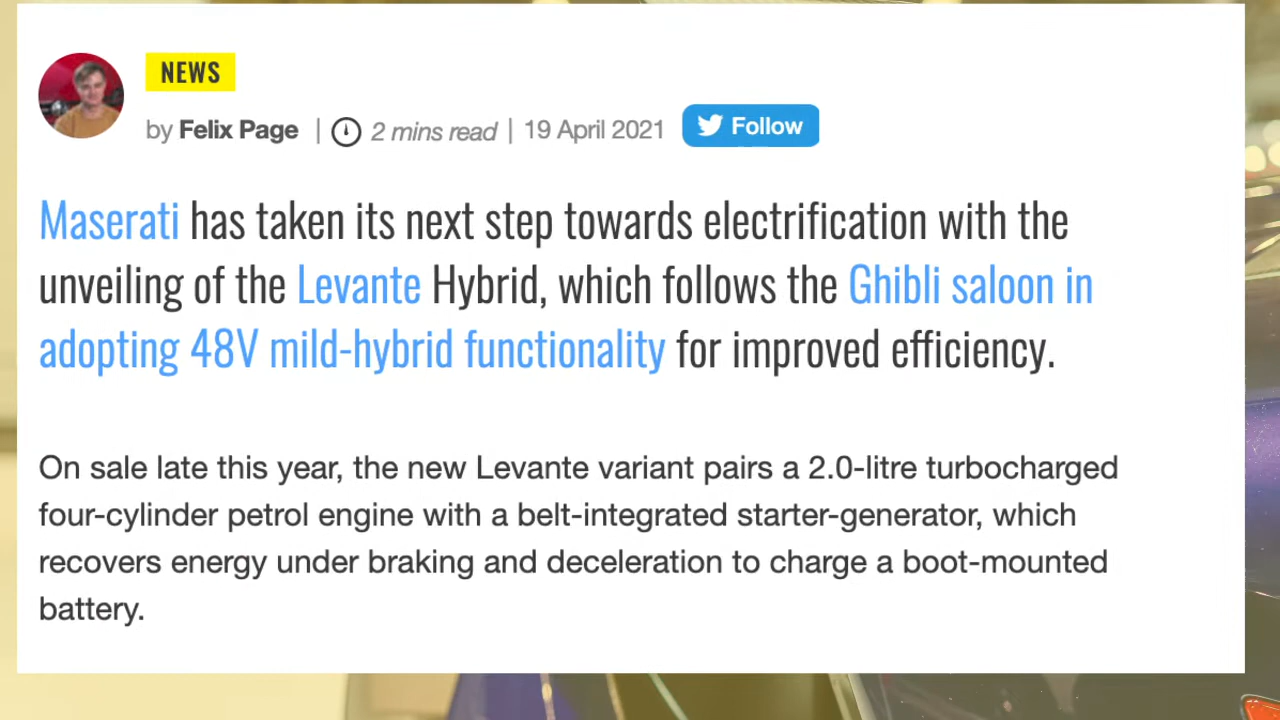 NEWS
by Felix Page | 2 mins read | 19 April 2021 Follow
Maserati has taken its next step towards electrification with the
unveiling of the Levante Hybrid, which follows the Ghibli saloon in
adopting 48V mild-hybrid functionality for improved efficiency.
On sale late this year, the new Levante variant pairs a 2.0-litre turbocharged
four-cylinder petrol engine with a belt-integrated starter-generator, which
recovers energy under braking and deceleration to charge a boot-mounted
battery.